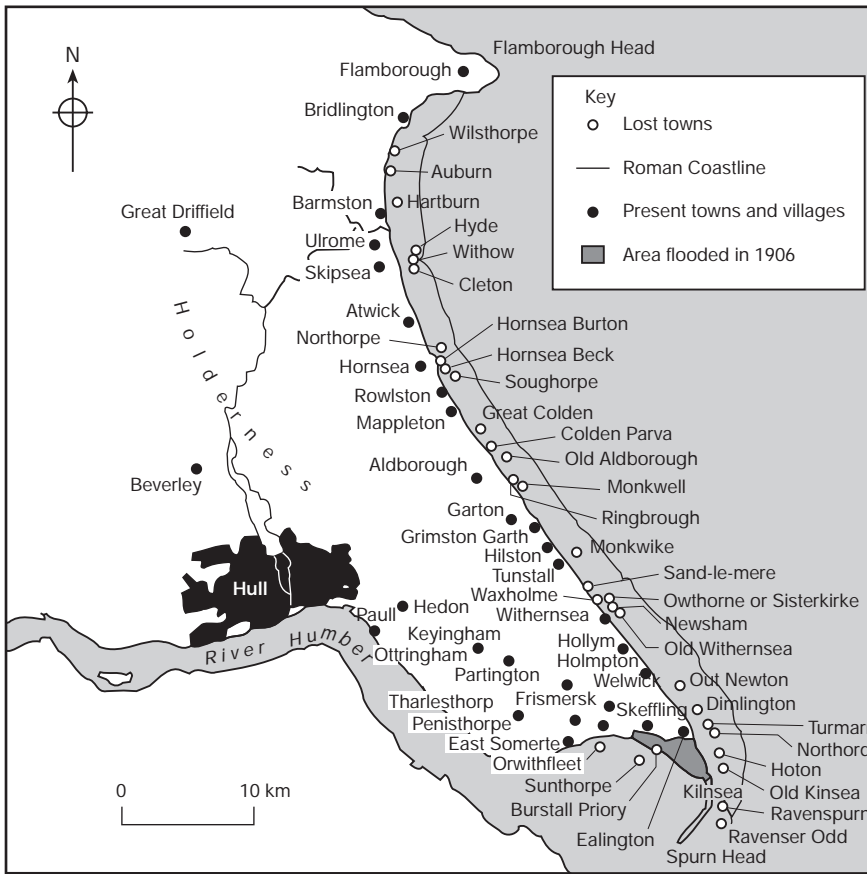 Flamborough Head
N
Flamborough
Key
Bridlington
Lost towns
Wilsthorpe
Roman Coastline
Auburn
Hartburn
Present towns and villages
Barmston
Great Driffield
Hyde
Ulrome
Withow
Area flooded in 1906
Skipsea
Cleton
Atwick
Hornsea Burton
Northorpe
Hornsea Beck
Hornsea
Soughorpe
Rowlston
Mappleton
Great Colden
Holderness
Colden Parva
Old Aldborough
Aldborough
Beverley
Monkwell
Garton
Ringbrough
Grimston Garth
Hilston
Monkwike
Tunstall
Sand-le-mere
Hull
Waxholme
Owthorne or Sisterkirke
Hedon
Withernsea
Newsham
Paull
Keyingham
Hollym
Old Withernsea
River Humber
Ottringham
Holmpton
Partington
Welwick
Out Newton
Tharlesthorp
Frismersk
Dimlington
Penisthorpe
Skeffling
Turmarr
East Somerte
Northorp
Orwithfleet
Hoton
Sunthorpe
Kilnsea
Old Kinsea
0 10 km
Burstall Priory
Ravenspurn
Ealington
Ravenser Odd
Spurn Head